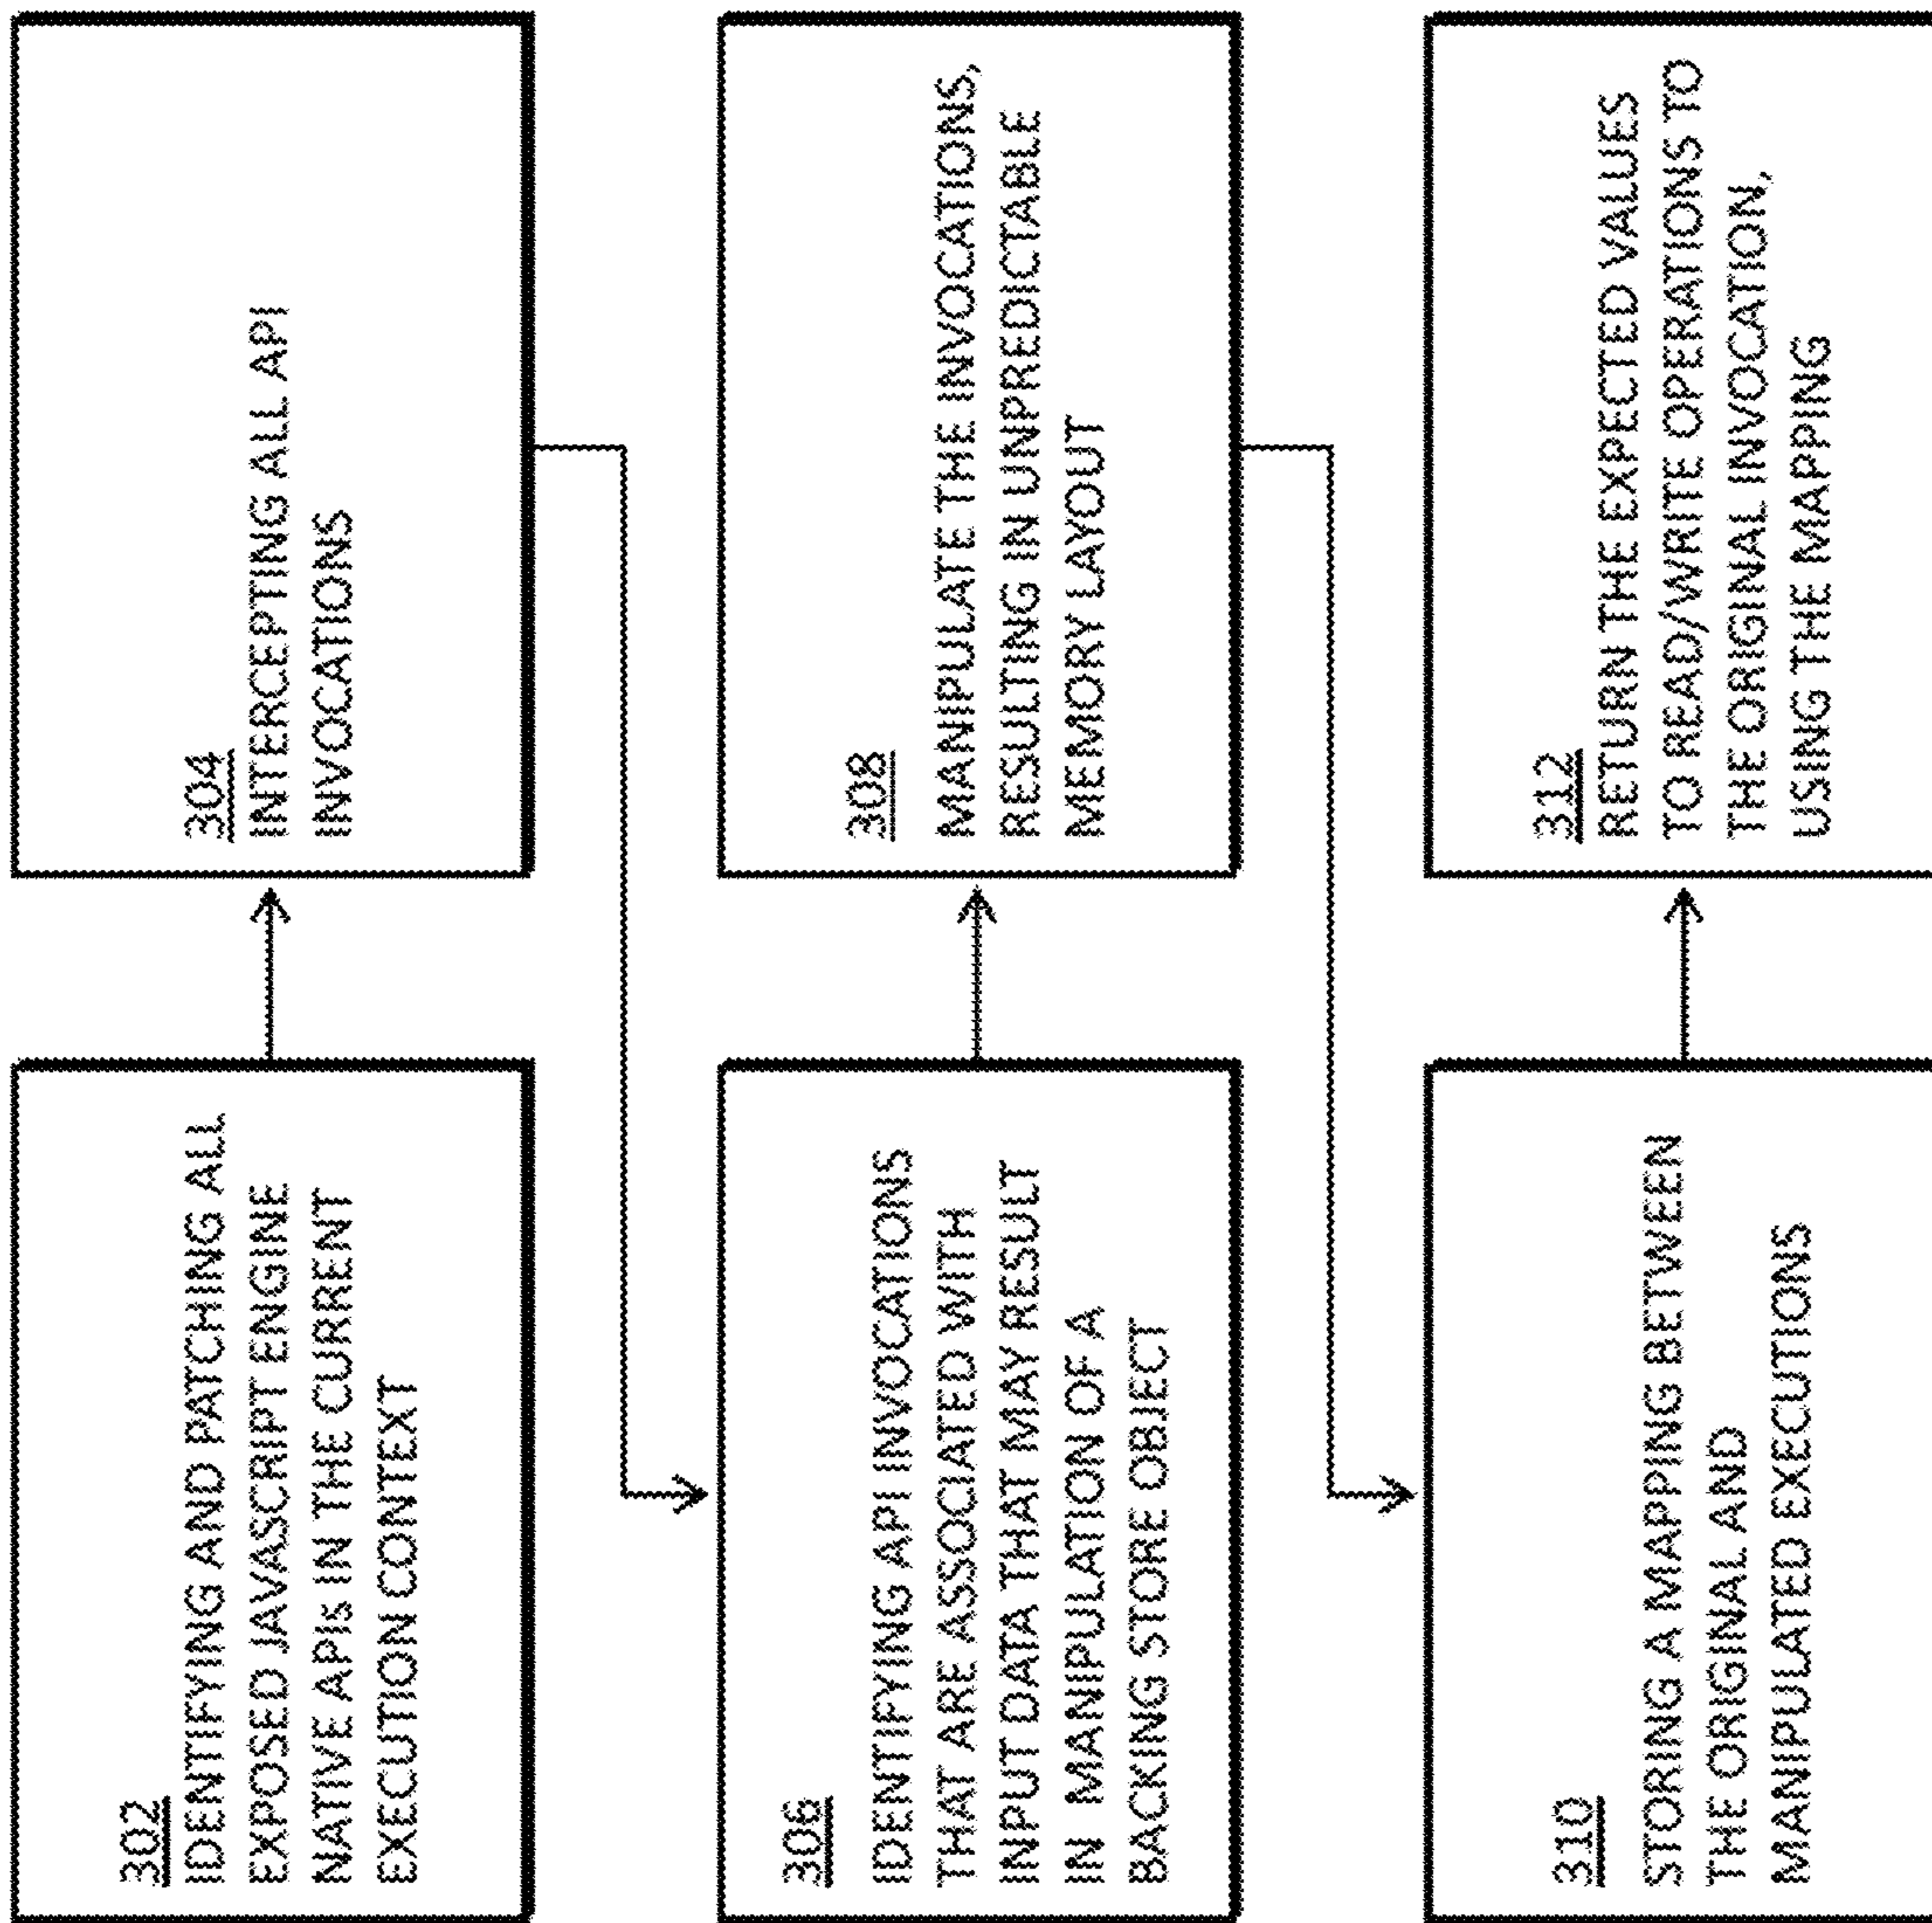 302
IDENTIFYING AND PATCHING ALL
EXPOSED JAVASCRIPT ENGINE
NATIVE APIs IN THE CURRENT
EXECUTION CONTEXT
304
INTERCEPTING ALL API
INVOCATIONS
306
IDENTIFYING API INVOCATIONS
THAT ARE ASSOCIATED WITH
INPUT DATA THAT MAY RESULT
IN MANIPULATION OF A
BACKING STORE OBJECT
308
MANIPULATE THE INVOCATIONS,
RESULTING IN UNPREDICTABLE
MEMORY LAYOUT
310
STORING A MAPPING BETWEEN
THE ORIGINAL AND
MANIPULATED EXECUTIONS
312
RETURN THE EXPECTED VALUES
TO READ/WRITE OPERATIONS TO
THE ORIGINAL INVOCATION,
USING THE MAPPING